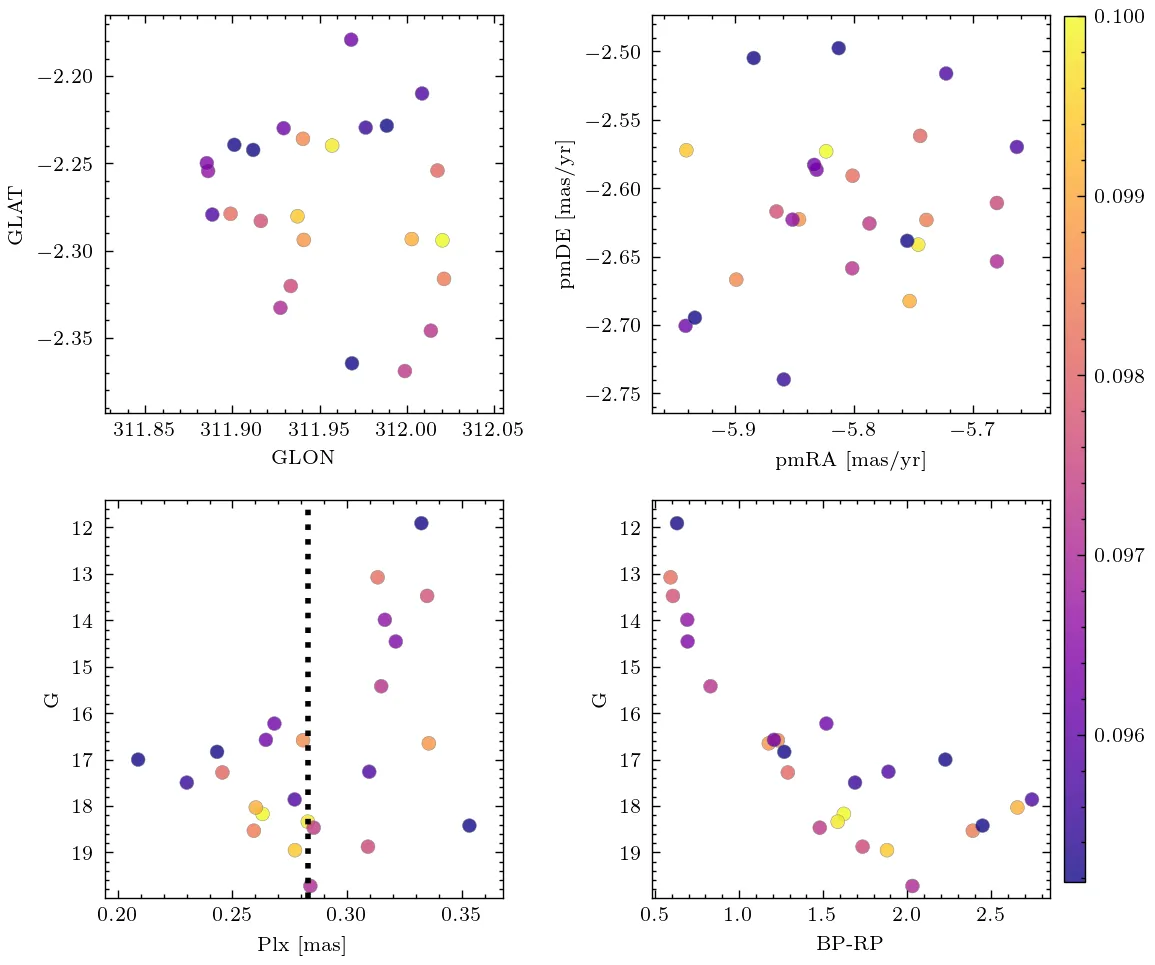 −2.20
−2.25
−2.30
−2.35
GLAT
311.85 311.90 311.95 312.00 312.05
GLON
−2.50
−2.55
−2.60
−2.65
−2.70
−2.75
pmDE [mas/yr]
−5.9 −5.8 −5.7
pmRA [mas/yr]
0.100
0.099
0.098
0.097
0.096
12
13
14
15
16
17
18
19
G
0.20 0.25 0.30 0.35
Plx [mas]
12
13
14
15
16
17
18
19
G
0.5 1.0 1.5 2.0 2.5
BP-RP